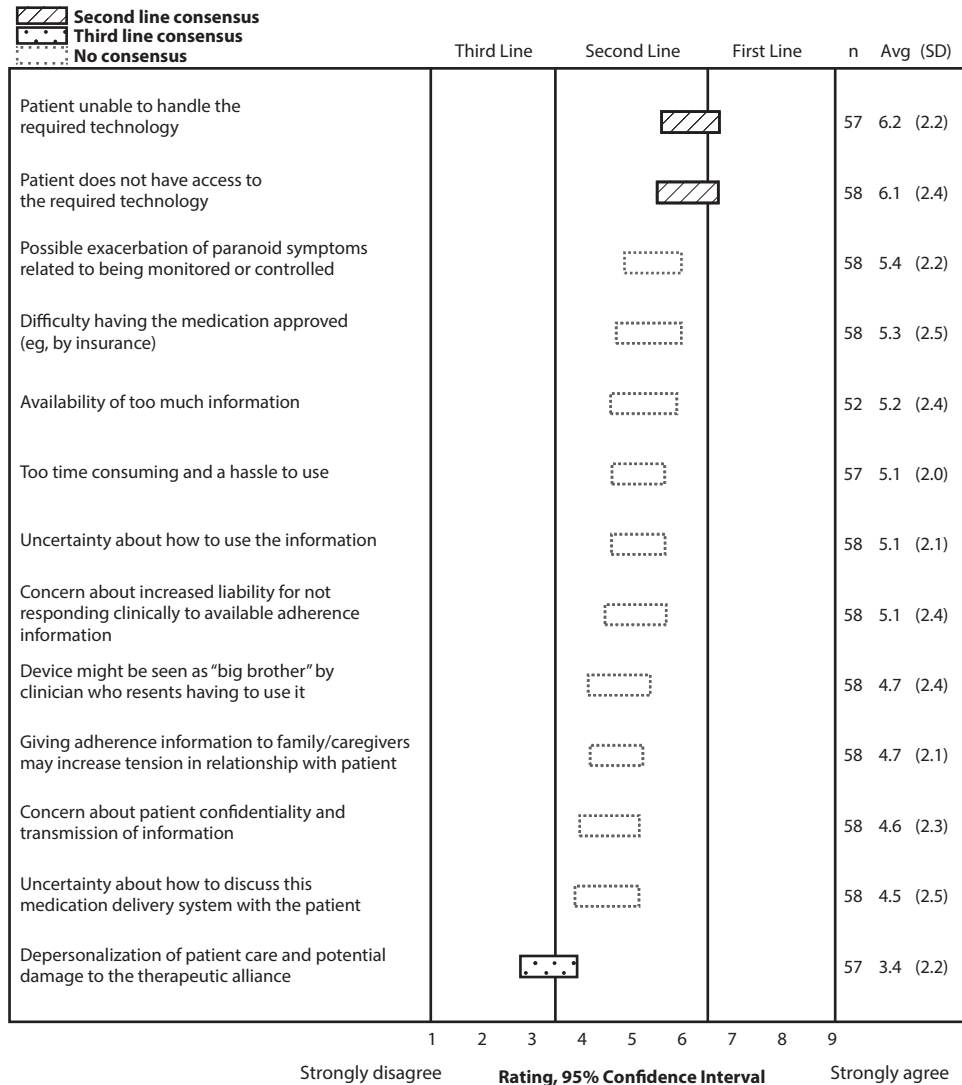 Second line consensus
Third line consensus
No consensus
Third Line Second Line First Line n Avg (SD)
Patient unable to handle the
required technology
57 6.2 (2.2)
Patient does not have access to
the required technology
58 6.1 (2.4)
Possible exacerbation of paranoid symptoms
related to being monitored or controlled
58 5.4 (2.2)
Difficulty having the medication approved
(eg, by insurance)
58 5.3 (2.5)
Availability of too much information 52 5.2 (2.4)
Too time consuming and a hassle to use 57 5.1 (2.0)
Uncertainty about how to use the information 58 5.1 (2.1)
Concern about increased liability for not
responding clinically to available adherence
information
58 5.1 (2.4)
Device might be seen as “big brother” by
clinician who resents having to use it
58 4.7 (2.4)
Giving adherence information to family/caregivers
may increase tension in relationship with patient
58 4.7 (2.1)
Concern about patient confidentiality and
transmission of information
58 4.6 (2.3)
Uncertainty about how to discuss this
medication delivery system with the patient
58 4.5 (2.5)
Depersonalization of patient care and potential
damage to the therapeutic alliance
57 3.4 (2.2)
1 2 3 4 5 6 7 8 9
Strongly disagree Rating, 95% Confidence Interval Strongly agree